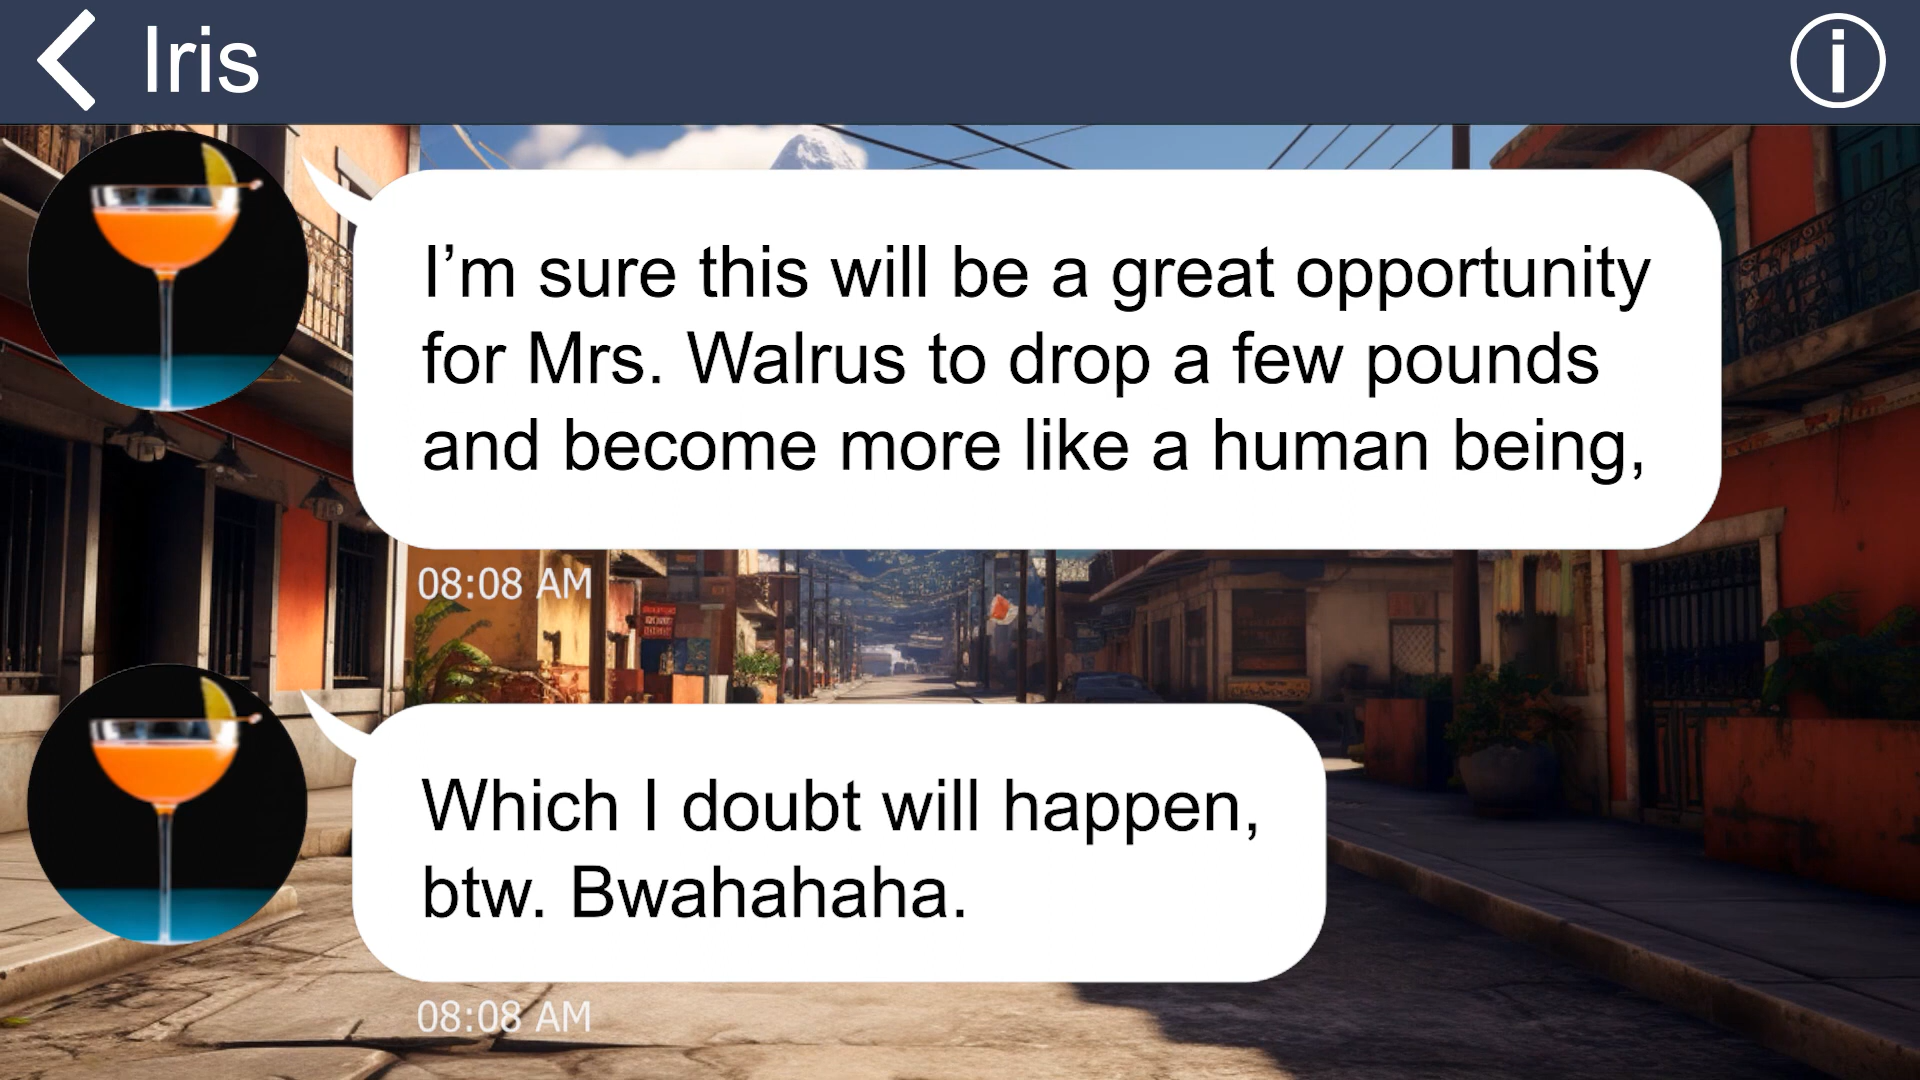 Iris
I’m sure this will be a great opportunity
for Mrs. Walrus to drop a few pounds
and become more like a human being,
08:08 AM
Which I doubt will happen,
btw. Bwahahaha.
08:08 AM